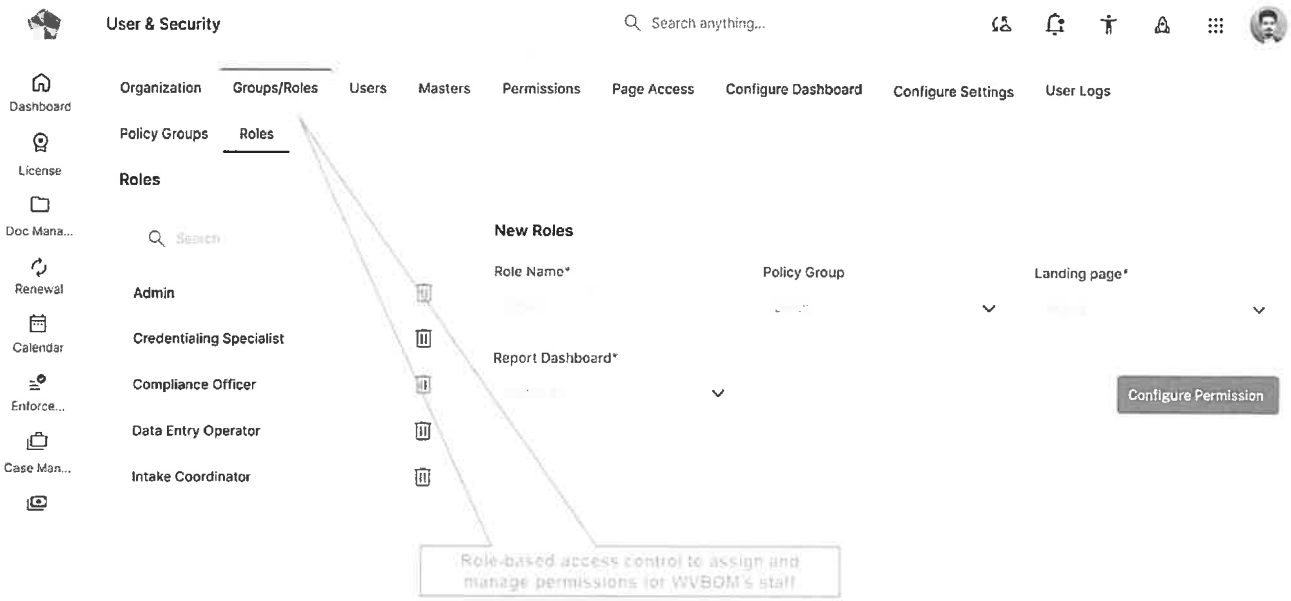 User & Security
Search anything...
Dashboard
License
Doc Mana...
Renewal
Calendar
Enforce...
Case Man...
Organization Groups/Roles Users Masters Permissions Page Access Configure Dashboard Configure Settings User Logs
Policy Groups Roles
Roles
Search
Admin
Credentialing Specialist
Compliance Officer
Data Entry Operator
Intake Coordinator
New Roles
Role Name* Policy Group Landing page*
Report Dashboard*
Configure Permission
Role-based access control to assign and
manage permissions for WVBOM's staff